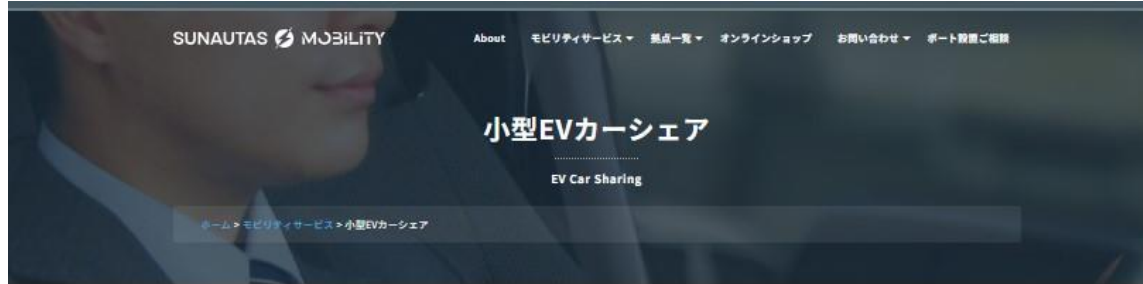 SUNAUTAS MOBiLiTY
About モビリティサービス 拠点一覧 オンラインショップ お問い合わせ ポート設置ご相談
小型EVカーシェア
EV Car Sharing
ホーム > モビリティサービス > 小型EVカーシェア